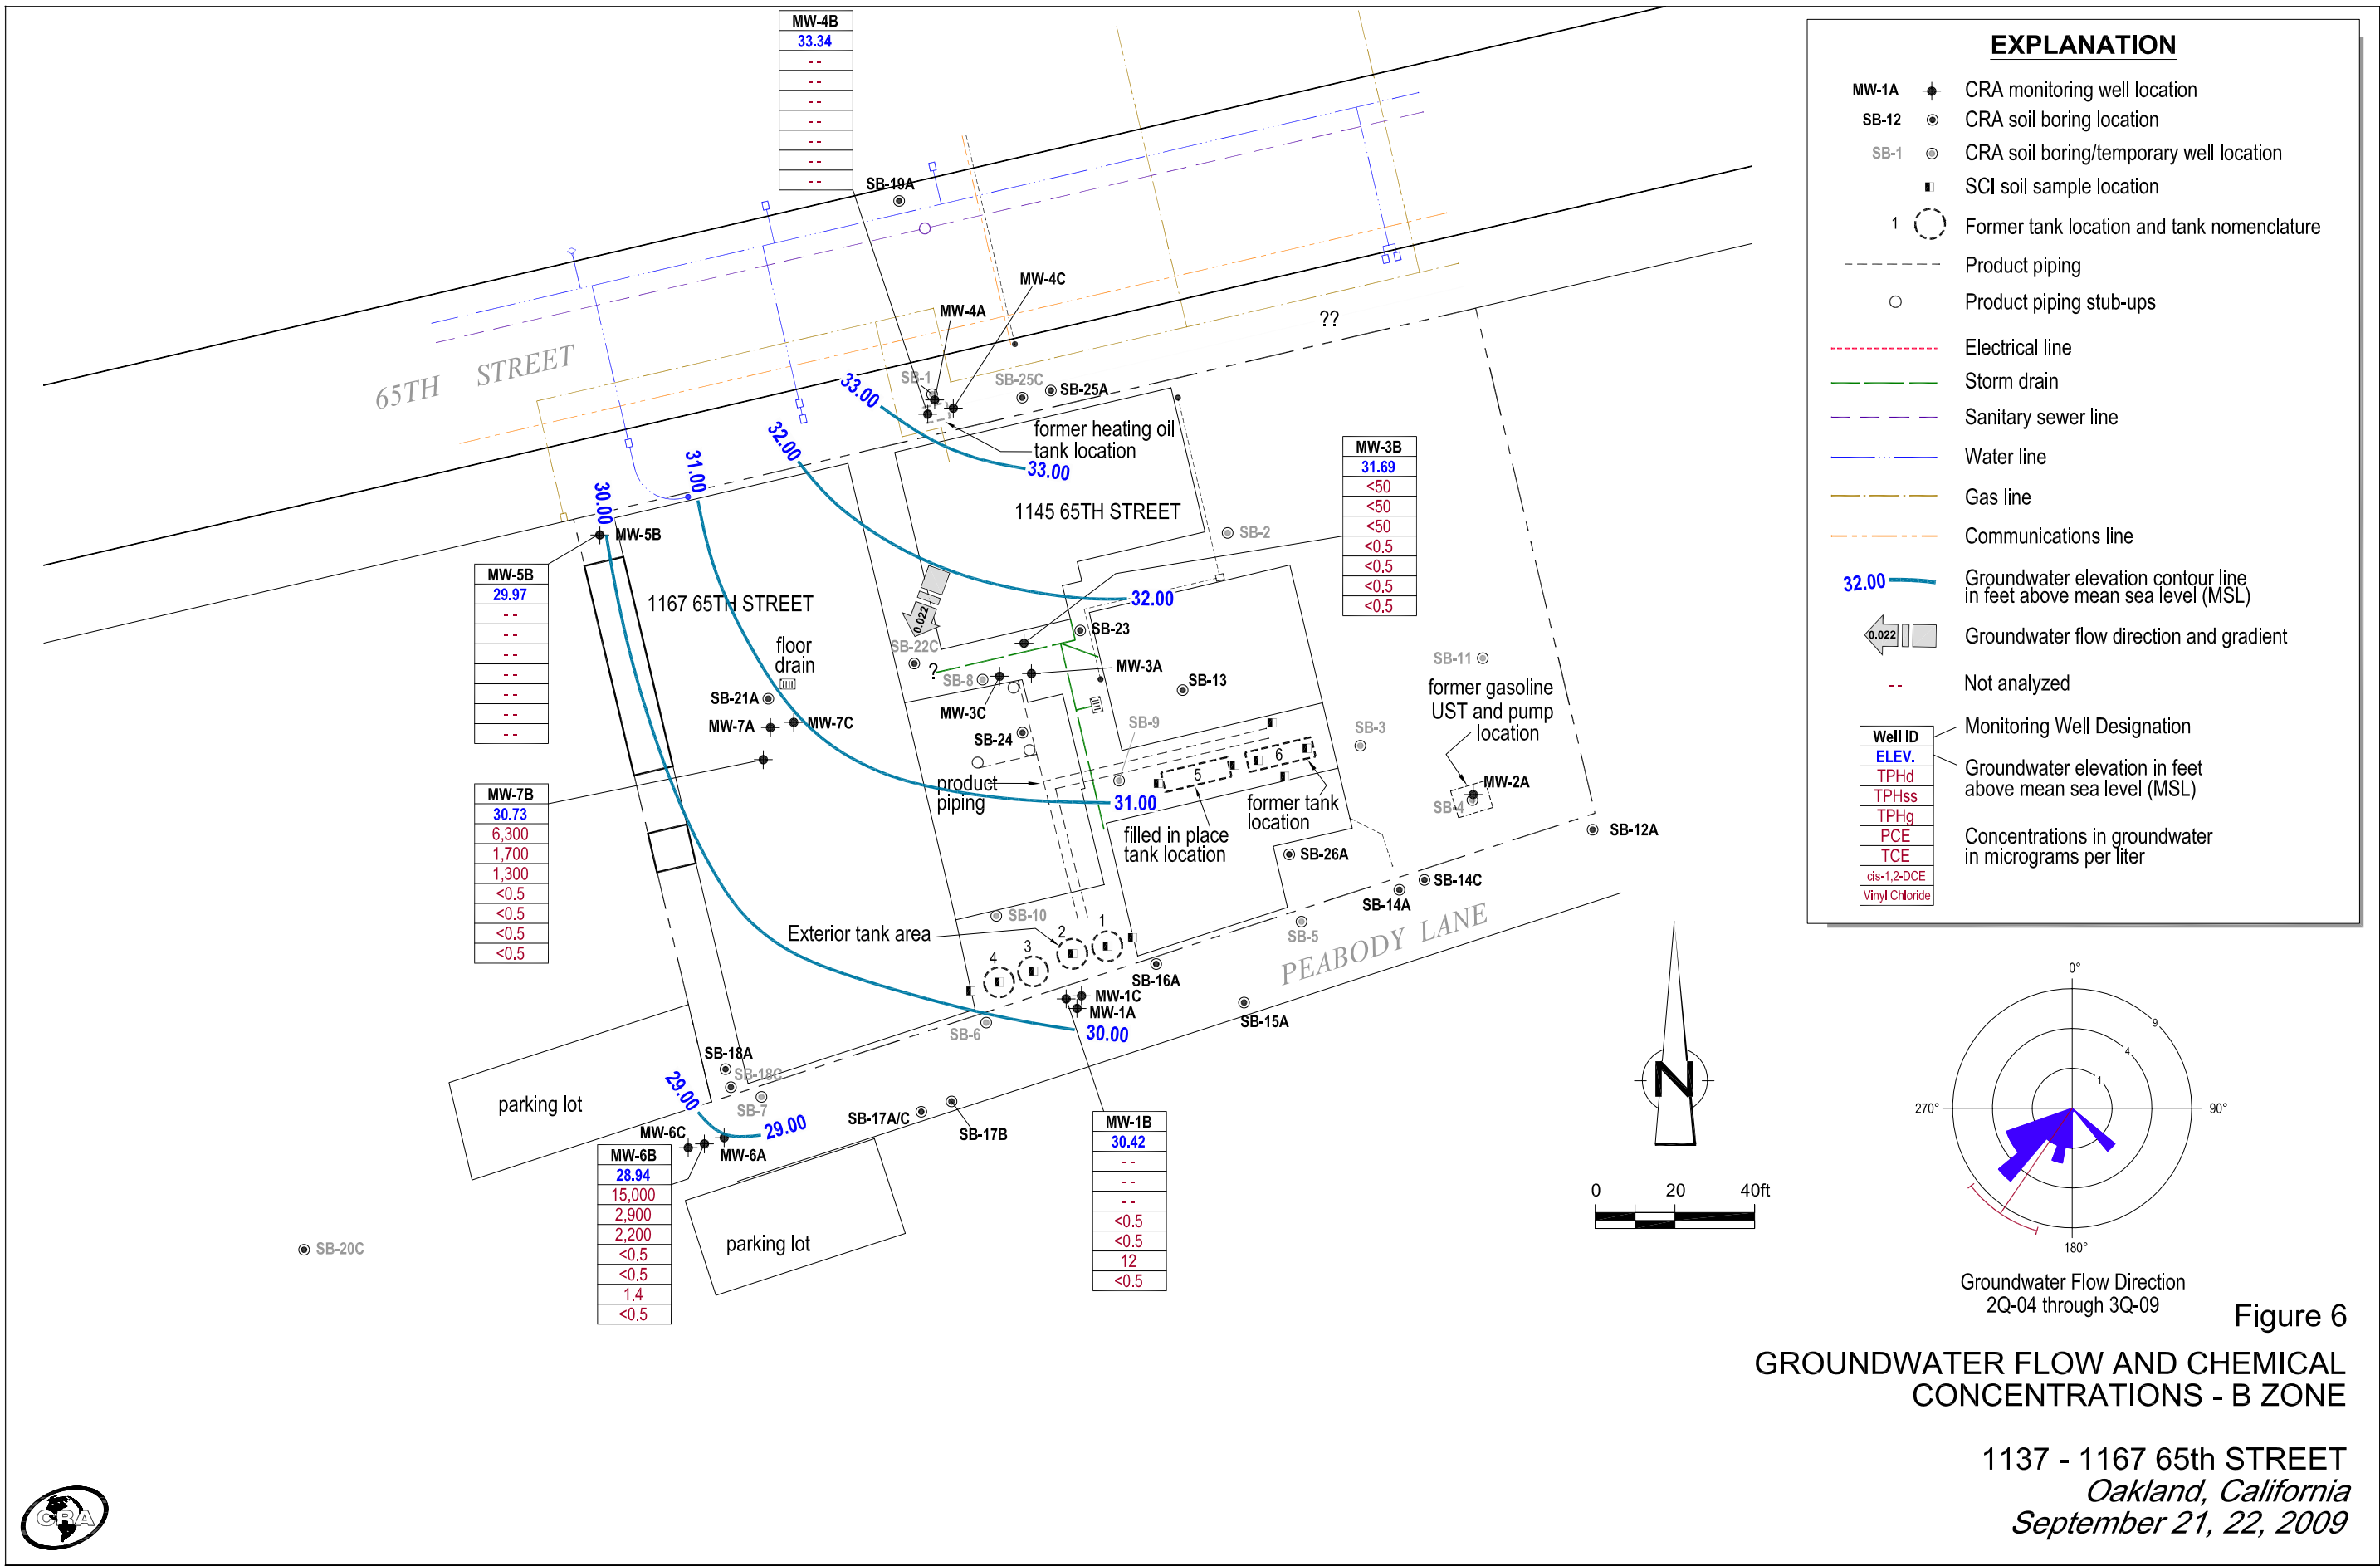 MW-4B
33.34
- -
- -
- -
- -
- -
- -
- -
SB-19A
MW-4C
MW-4A
??
65TH STREET
SB-1
SB-25C
SB-25A
33.00
former heating oil
tank location
33.00
32.00
31.00
30.00
MW-3B
31.69
<50
<50
<50
<0.5
<0.5
<0.5
<0.5
1145 65TH STREET
SB-2
MW-5B
MW-5B
29.97
- -
- -
- -
- -
- -
- -
- -
1167 65TH STREET
0.022
32.00
floor
drain
SB-22C
?
SB-23
SB-8
MW-3A
SB-13
SB-11
former gasoline
UST and pump
location
SB-21A
MW-7A
MW-7C
MW-3C
SB-24
SB-9
SB-3
product
piping
5
6
31.00
former tank
location
filled in place
tank location
MW-2A
SB-4
SB-12A
SB-26A
MW-7B
30.73
6,300
1,700
1,300
<0.5
<0.5
<0.5
<0.5
SB-14C
SB-14A
SB-10
SB-5
PEABODY LANE
Exterior tank area
1
2
3
4
SB-16A
MW-1C
MW-1A
SB-15A
SB-6
30.00
SB-18A
SB-18C
SB-7
29.00
29.00
parking lot
SB-17A/C
SB-17B
MW-6C
MW-6A
MW-6B
28.94
15,000
2,900
2,200
<0.5
<0.5
1.4
<0.5
parking lot
SB-20C
MW-1B
30.42
- -
- -
- -
<0.5
<0.5
12
<0.5
EXPLANATION
MW-1A CRA monitoring well location
SB-12 CRA soil boring location
SB-1 CRA soil boring/temporary well location
SCI soil sample location
1 Former tank location and tank nomenclature
Product piping
Product piping stub-ups
Electrical line
Storm drain
Sanitary sewer line
Water line
Gas line
Communications line
32.00 Groundwater elevation contour line
in feet above mean sea level (MSL)
0.022 Groundwater flow direction and gradient
- - Not analyzed
Monitoring Well Designation
Well ID
ELEV.
TPHd
TPHss
TPHg
PCE
TCE
cis-1,2-DCE
Vinyl Chloride
Groundwater elevation in feet
above mean sea level (MSL)
Concentrations in groundwater
in micrograms per liter
N
0 20 40ft
0°
9
4
1
270°
90°
180°
Groundwater Flow Direction
2Q-04 through 3Q-09
Figure 6
GROUNDWATER FLOW AND CHEMICAL
CONCENTRATIONS - B ZONE
1137 - 1167 65th STREET
Oakland, California
September 21, 22, 2009
CRA